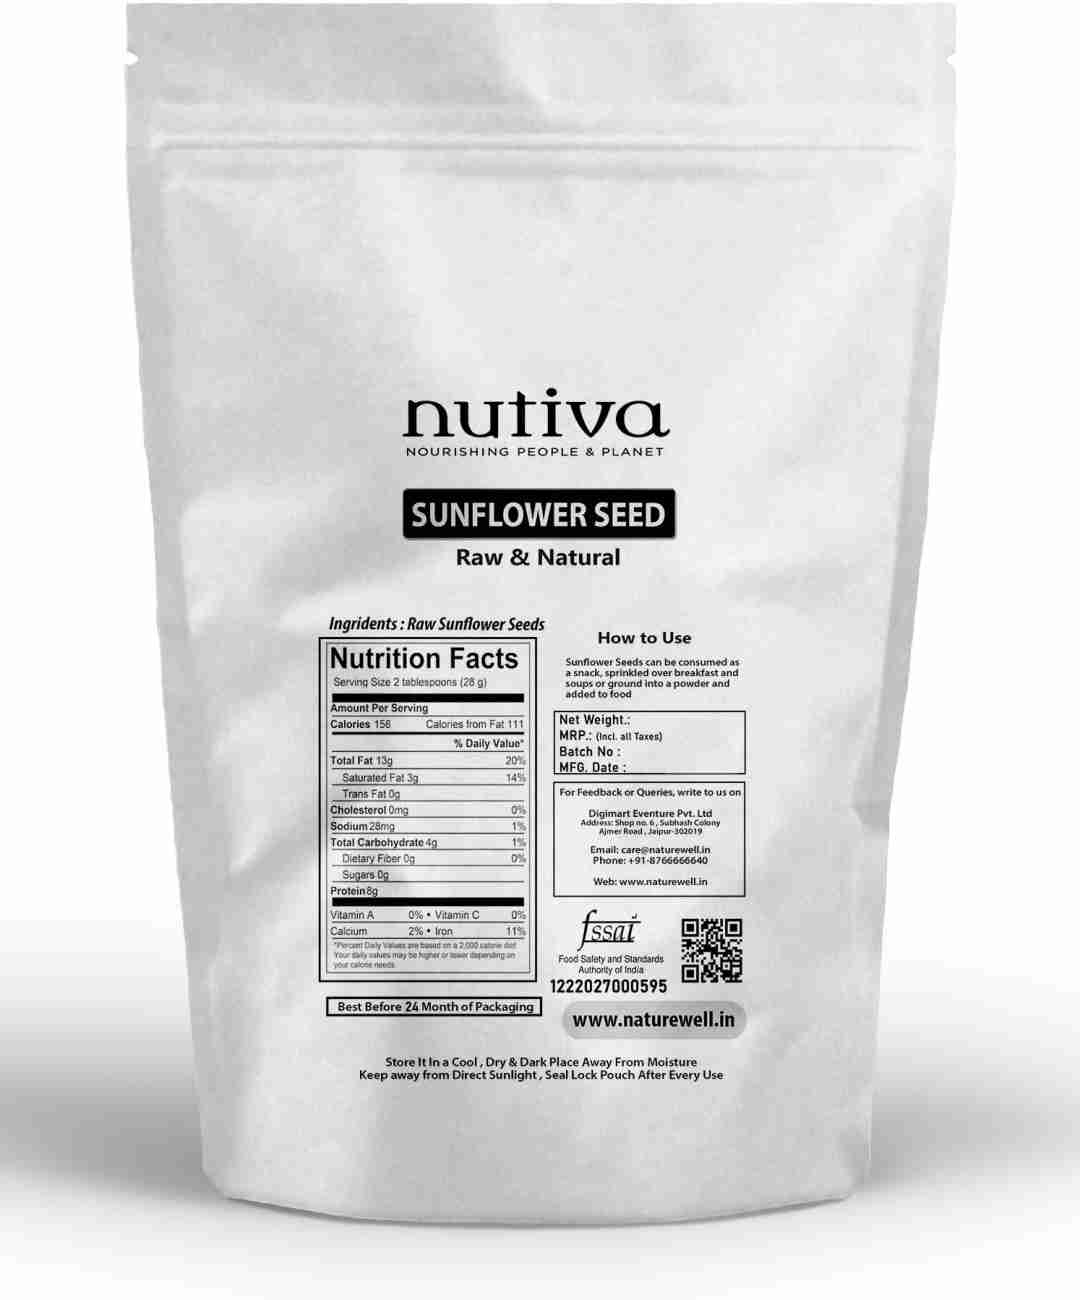 nutiva
NOURISHING PEOPLE & PLANET
SUNFLOWER SEED
Raw & Natural
Ingridents : Raw Sunflower Seeds
Nutrition Facts
Serving Size 2 tablespoons (28 g)
Amount Per Serving
Calories 156 Calories from Fat 111
% Daily Value*
Total Fat 13g 20%
Saturated Fat 3g 14%
Trans Fat 0g
Cholesterol 0mg 0%
Sodium 28mg 1%
Total Carbohydrate 4g 1%
Dietary Fiber 0g 0%
Sugars 0g
Protein 8g
Vitamin A 0% • Vitamin C 0%
Calcium 2% • Iron 11%
*Percent Daily Values are based on a 2,000 calorie diet
Your daily values may be higher or lower depending on
your calorie needs.
Best Before 24 Month of Packaging
How to Use
Sunflower Seeds can be consumed as
a snack, sprinkled over breakfast and
soups or ground into a powder and
added to food
Net Weight.:
MRP.: (Incl. all Taxes)
Batch No :
MFG. Date :
For Feedback or Queries, write to us on
Digimart Eventure Pvt. Ltd
Address: Shop no. 6 , Subhash Colony
Ajmer Road , Jaipur-302019
Email: care@naturewell.in
Phone: +91-8766666640
Web: www.naturewell.in
fssai
Food Safety and Standards
Authority of India
1222027000595
www.naturewell.in
Store It In a Cool , Dry & Dark Place Away From Moisture
Keep away from Direct Sunlight , Seal Lock Pouch After Every Use